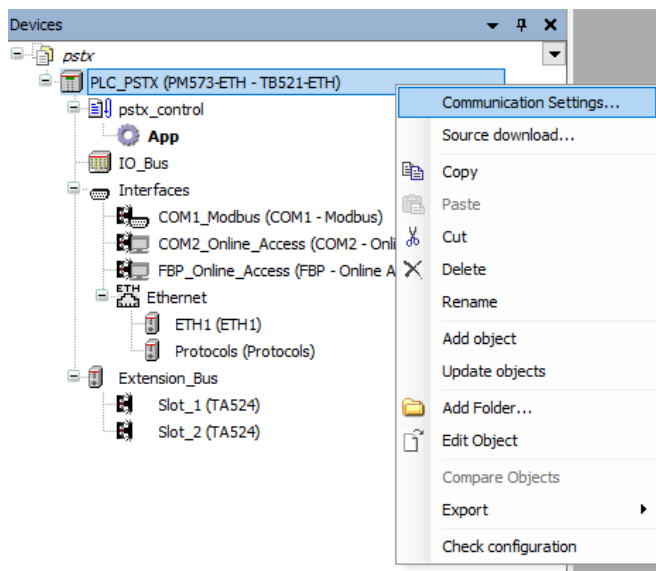 Devices
pstx
PLC_PSTX (PM573-ETH - TB521-ETH)
pstx_control
App
IO_Bus
Interfaces
COM1_Modbus (COM1 - Modbus)
COM2_Online_Access (COM2 - Onli
FBP_Online_Access (FBP - Online A
ETH
Ethernet
ETH1 (ETH1)
Protocols (Protocols)
Extension_Bus
Slot_1 (TA524)
Slot_2 (TA524)
Communication Settings...
Source download...
Copy
Paste
Cut
Delete
Rename
Add object
Update objects
Add Folder...
Edit Object
Compare Objects
Export
Check configuration